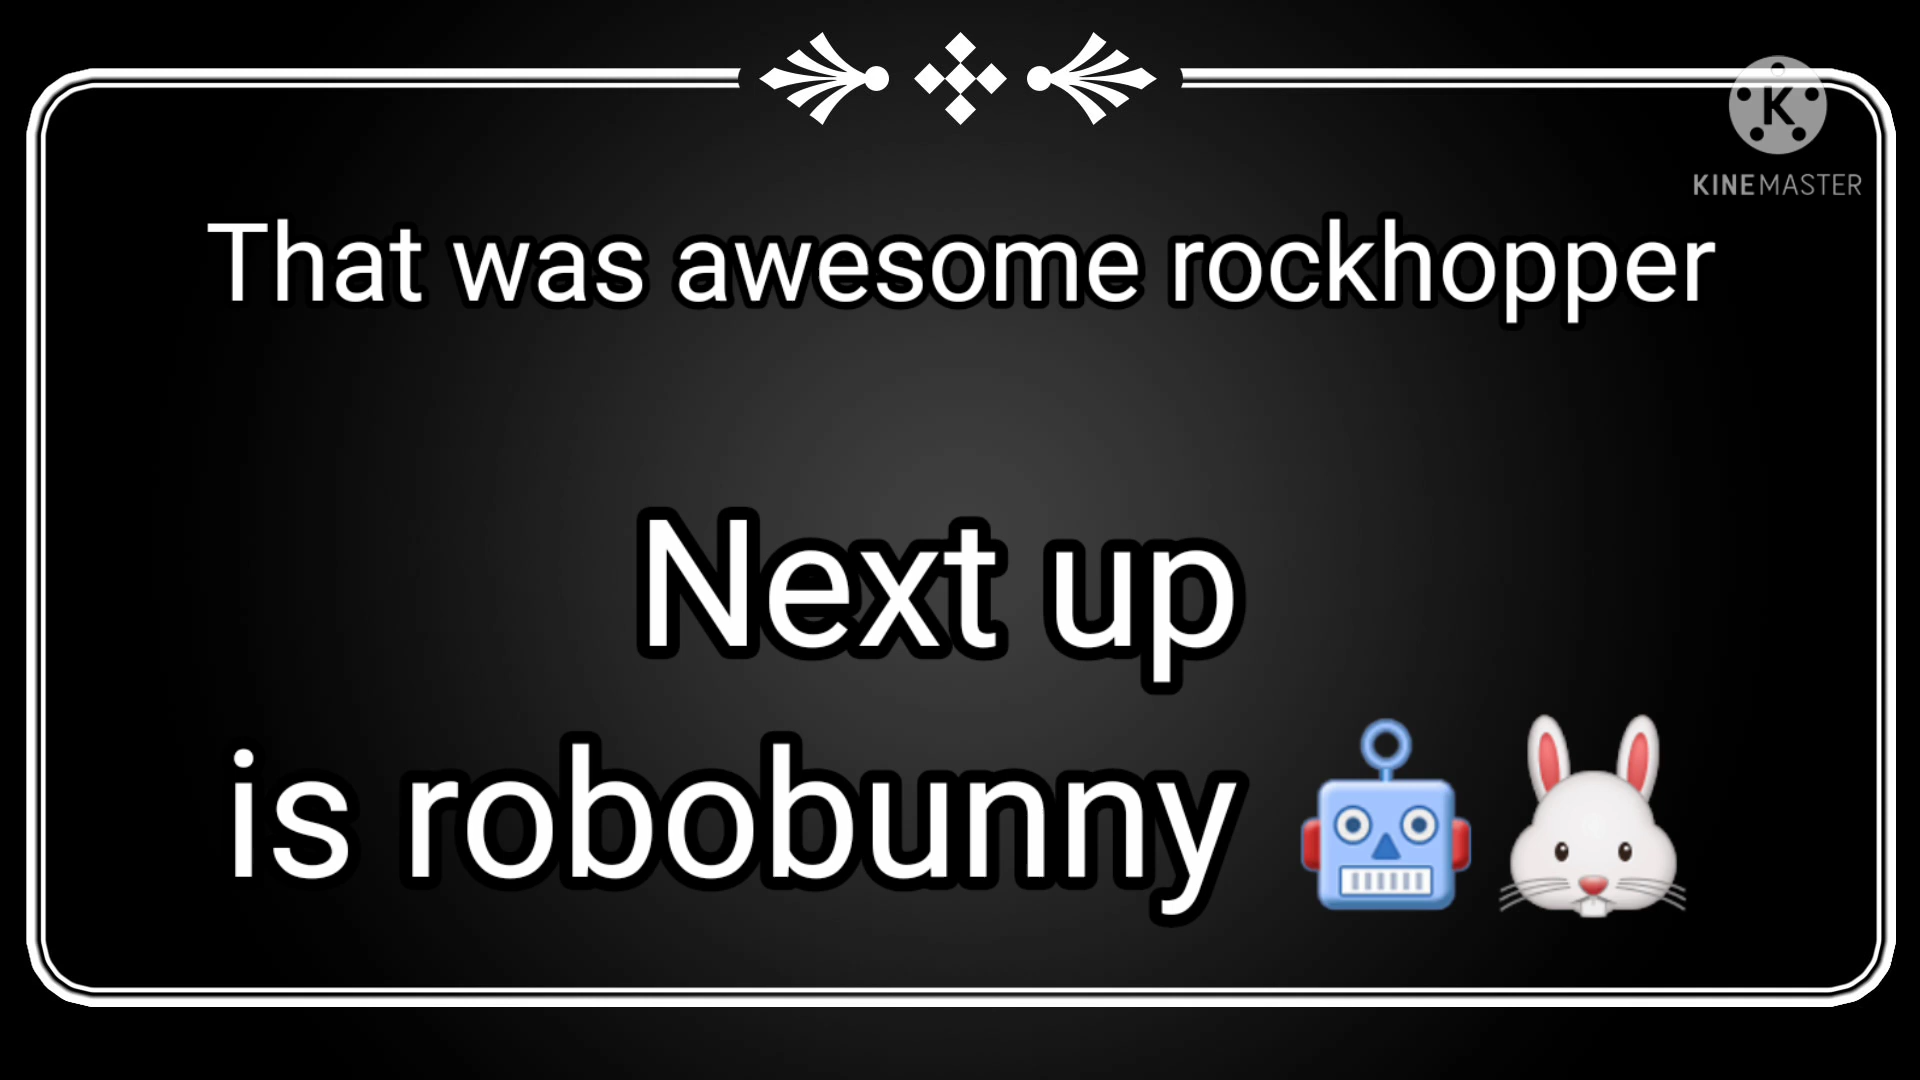 K
KINEMASTER
That was awesome rockhopper
Next up
is robobunny 🤖🐰